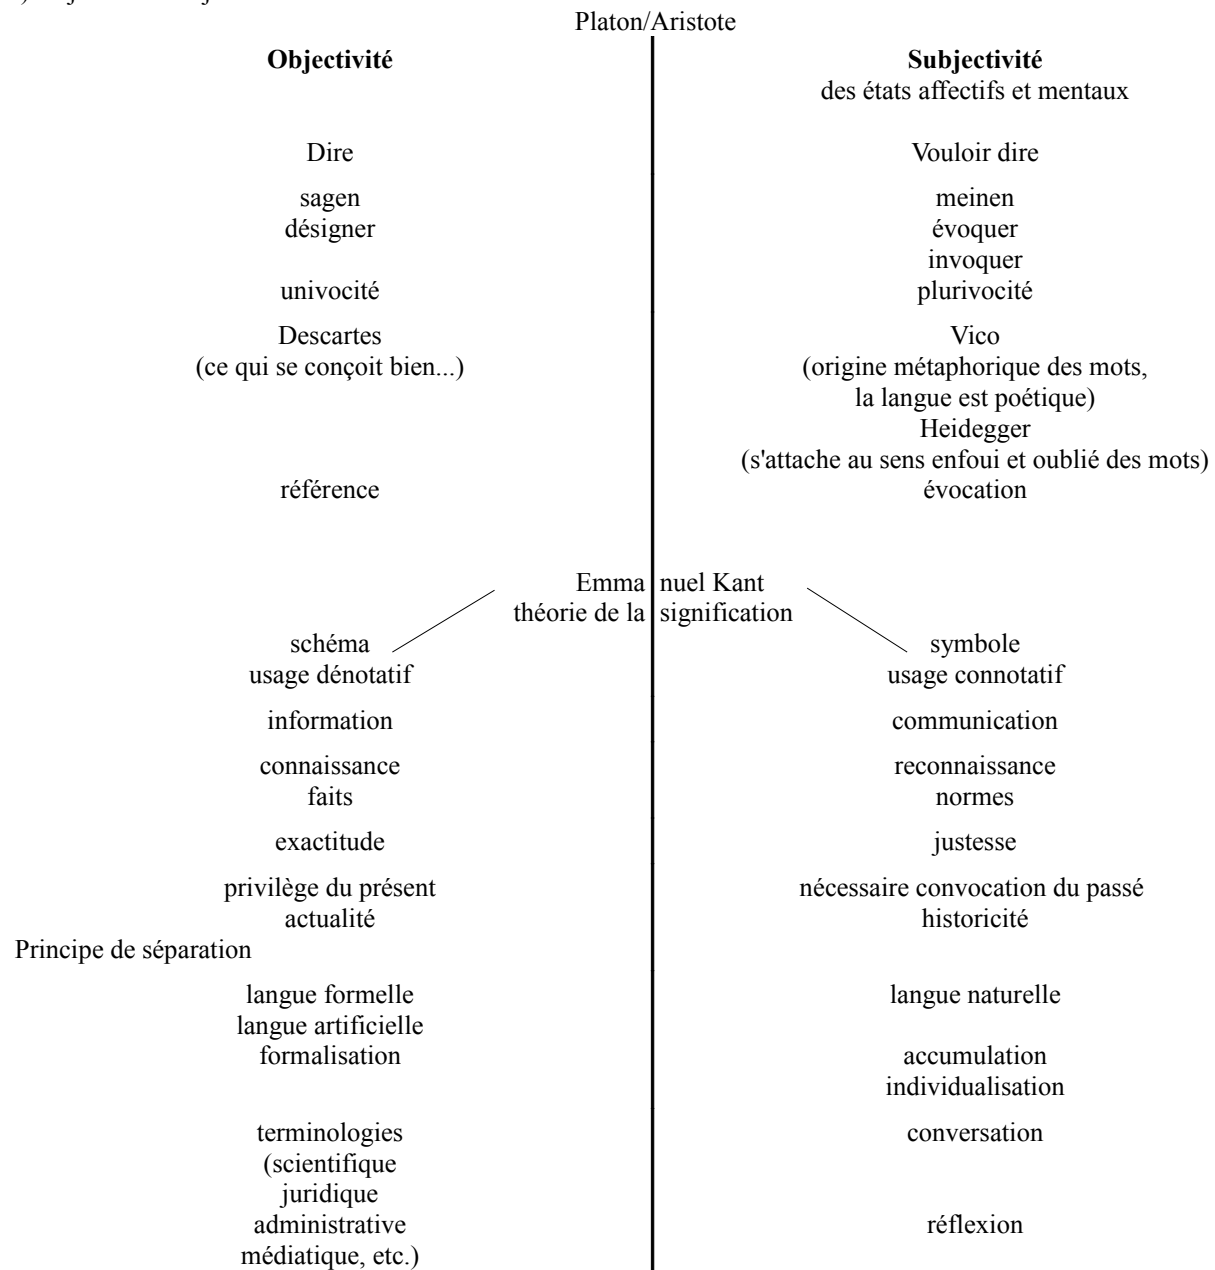 Platon/Aristote
Objectivité Subjectivité
des états affectifs et mentaux
Dire Vouloir dire
sagen meinen
désigner évoquer
invoquer
univocité plurivocité
Descartes Vico
(ce qui se conçoit bien...) (origine métaphorique des mots,
la langue est poétique)
Heidegger
(s'attache au sens enfoui et oublié des mots)
référence évocation
Emma nuel Kant
théorie de la signification
schéma symbole
usage dénotatif usage connotatif
information communication
connaissance reconnaissance
faits normes
exactitude justesse
privilège du présent nécessaire convocation du passé
actualité historicité
Principe de séparation
langue formelle langue naturelle
langue artificielle
formalisation accumulation
individualisation
terminologies conversation
(scientifique
juridique
administrative réflexion
médiatique, etc.)